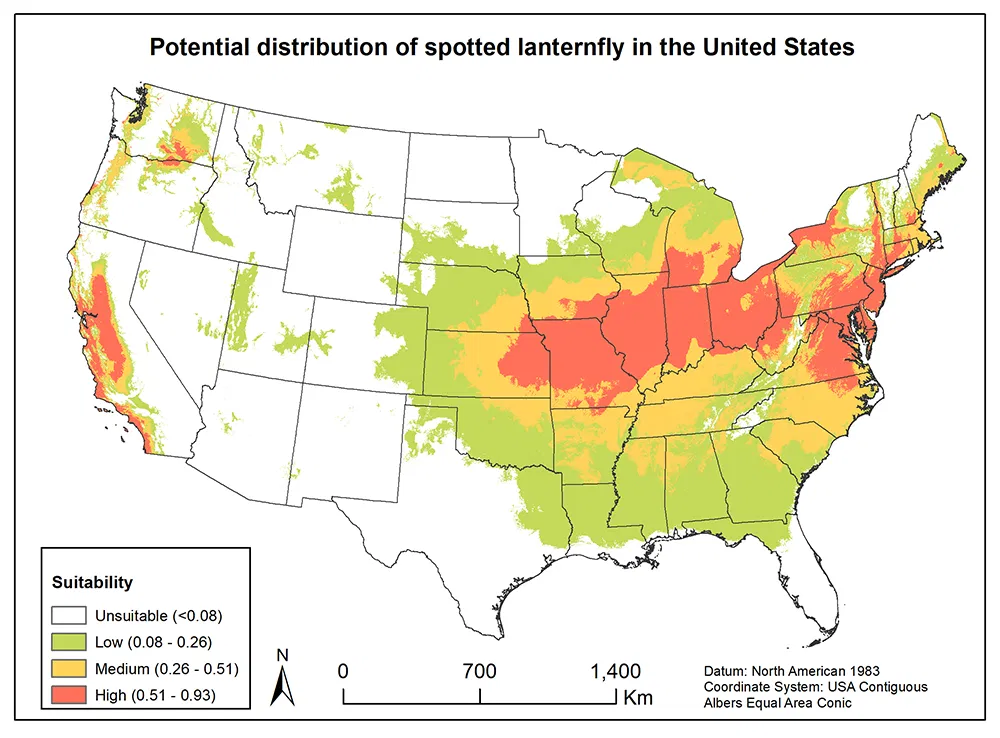 Potential distribution of spotted lanternfly in the United States
Suitability
Unsuitable (<0.08)
Low (0.08 - 0.26)
Medium (0.26 - 0.51)
High (0.51 - 0.93)
N
0 700 1,400
Km
Datum: North American 1983
Coordinate System: USA Contiguous
Albers Equal Area Conic